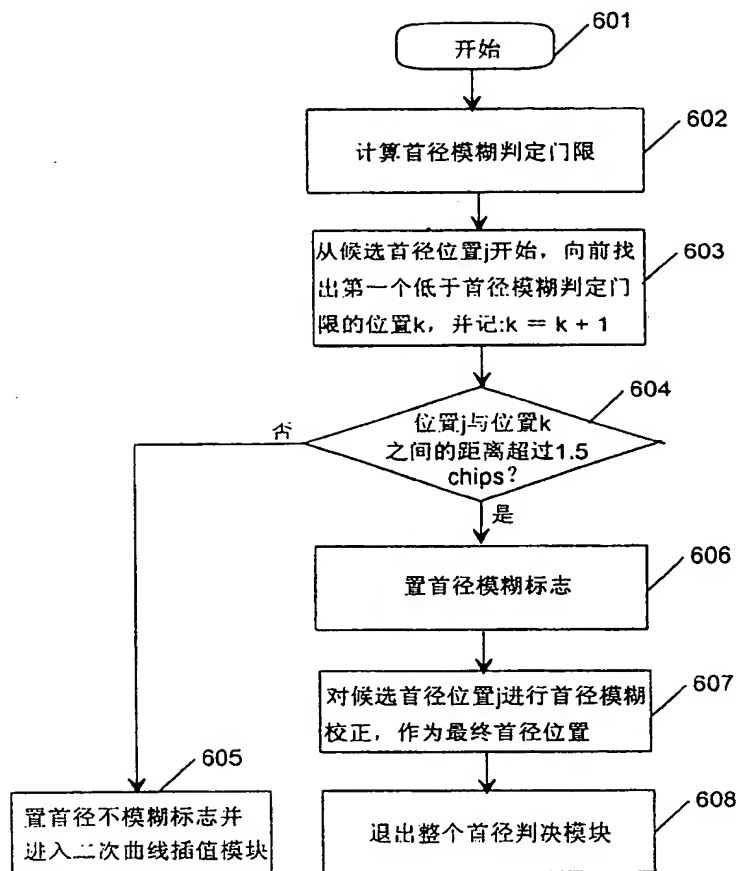 601
开始
602
计算首径模糊判定门限
603
从候选首径位置j开始，向前找
出第一个低于首径模糊判定门
限的位置k，并记:k = k + 1
604
位置j与位置k
之间的距离超过1.5
chips?
否
是
606
置首径模糊标志
607
对候选首径位置j进行首径模糊
校正，作为最终首径位置
605
置首径不模糊标志并
进入二次曲线插值模块
608
退出整个首径判决模块